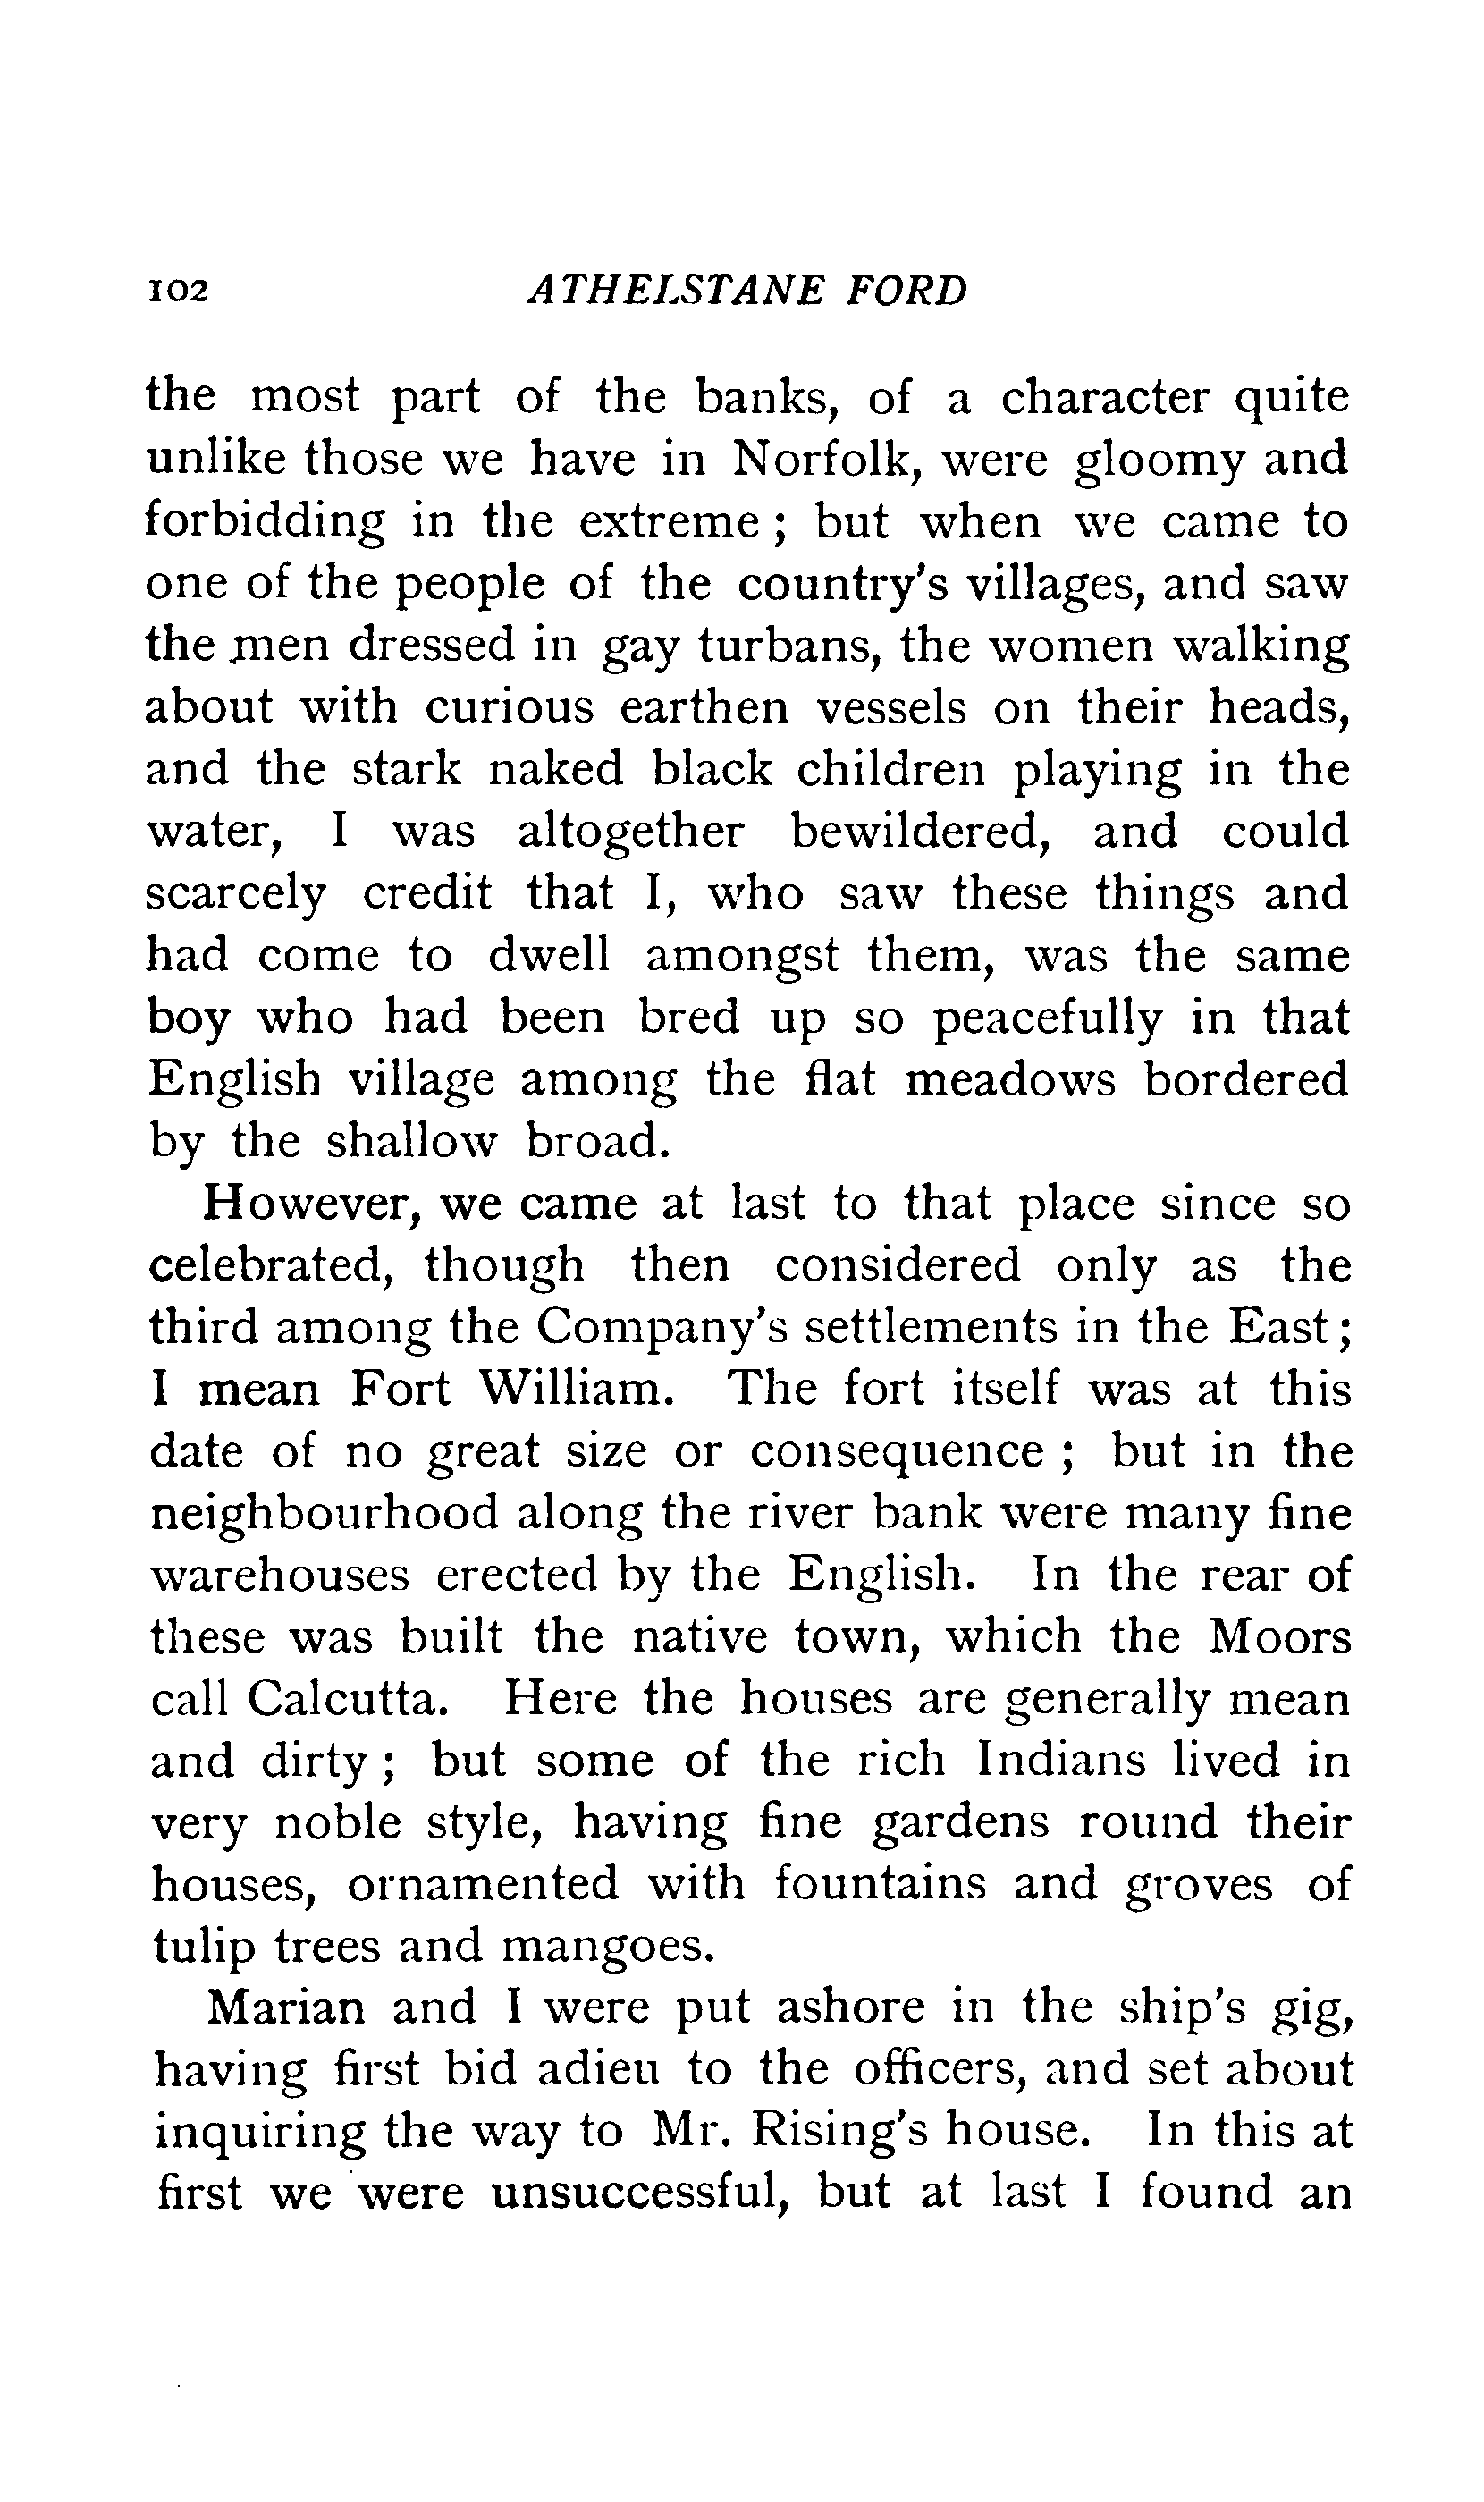 102 ATHELSTANE FORD
the most part of the banks, of a character quite
unlike those we have in Norfolk, were gloomy and
forbidding in the extreme ; but when we came to
one of the people of the country's villages, and saw
the men dressed in gay turbans, the women walking
about with curious earthen vessels on their heads,
and the stark naked black children playing in the
water, I was altogether bewildered, and could
scarcely credit that I, who saw these things and
had come to dwell amongst them, was the same
boy who had been bred up so peacefully in that
English village among the flat meadows bordered
by the shallow broad.
However, we came at last to that place since so
celebrated, though then considered only as the
third among the Company's settlements in the East ;
I mean Fort William. The fort itself was at this
date of no great size or consequence ; but in the
neighbourhood along the river bank were many fine
warehouses erected by the English. In the rear of
these was built the native town, which the Moors
call Calcutta. Here the houses are generally mean
and dirty ; but some of the rich Indians lived in
very noble style, having fine gardens round their
houses, ornamented with fountains and groves of
tulip trees and mangoes.
Marian and I were put ashore in the ship's gig,
having first bid adieu to the officers, and set about
inquiring the way to Mr. Rising's house. In this at
first we were unsuccessful, but at last I found an